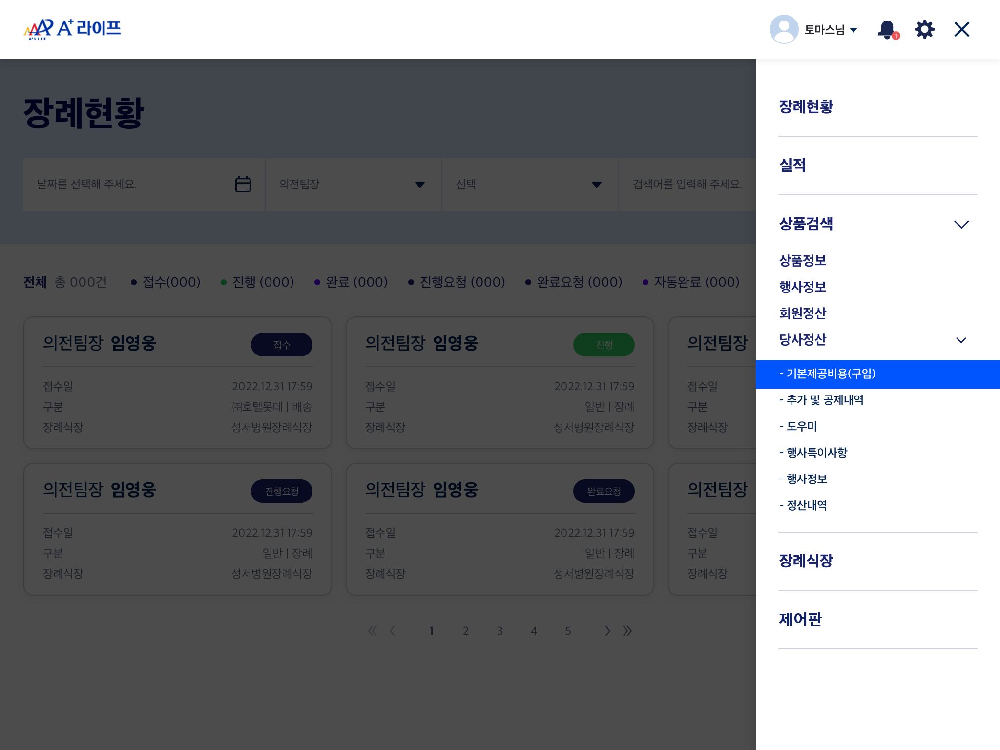 A+ 라이프
A+LIFE
토마스님
1
장례현황
날짜를 선택해 주세요.
의전팀장
선택
검색어를 입력해 주세요.
전체 총 000건
접수(000)
진행 (000)
완료 (000)
진행요청 (000)
완료요청 (000)
자동완료 (000)
의전팀장 임영웅
접수
접수일 2022.12.31 17:59
구분 ㈜호텔롯데 | 배송
장례식장 성서병원장례식장
의전팀장 임영웅
진행
접수일 2022.12.31 17:59
구분 일반 | 장례
장례식장 성서병원장례식장
의전팀장
접수일
구분
장례식장
의전팀장 임영웅
진행요청
접수일 2022.12.31 17:59
구분 일반 | 장례
장례식장 성서병원장례식장
의전팀장 임영웅
완료요청
접수일 2022.12.31 17:59
구분 일반 | 장례
장례식장 성서병원장례식장
의전팀장
접수일
구분
장례식장
1 2 3 4 5
장례현황
실적
상품검색
상품정보
행사정보
회원정산
당사정산
- 기본제공비용(구입)
- 추가 및 공제내역
- 도우미
- 행사특이사항
- 행사정보
- 정산내역
장례식장
제어판